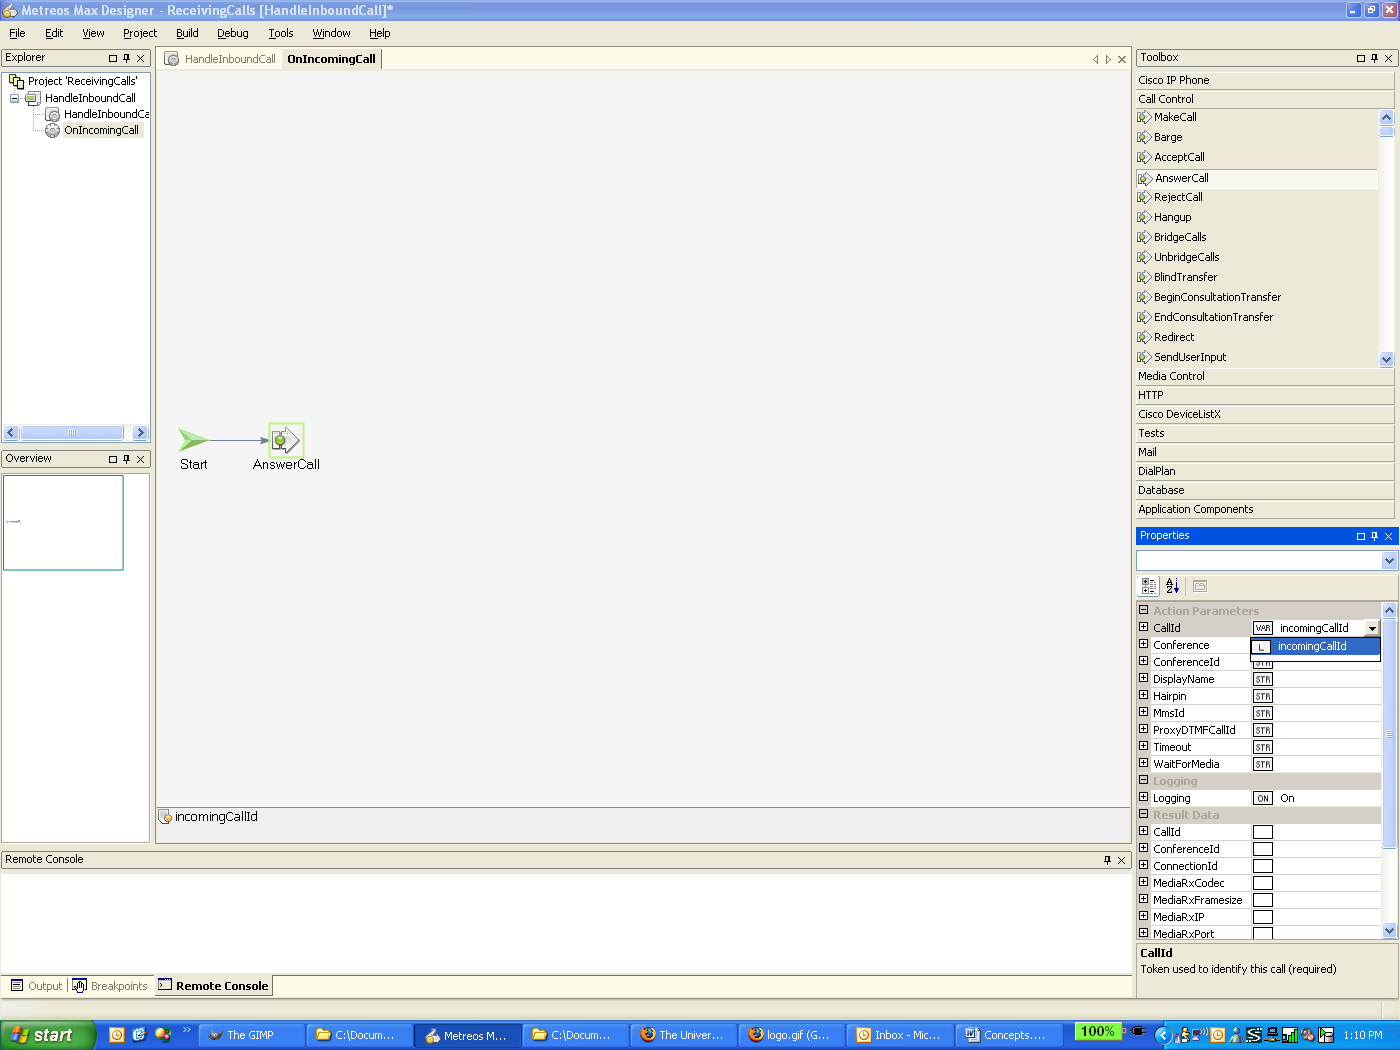 Metreos Max Designer - ReceivingCalls [HandleInboundCall]*
File Edit View Project Build Debug Tools Window Help
Explorer
Project 'ReceivingCalls'
HandleInboundCall
HandleInboundCa
OnIncomingCall
Overview
HandleInboundCall OnIncomingCall
Start
AnswerCall
incomingCallId
Toolbox
Cisco IP Phone
Call Control
MakeCall
Barge
AcceptCall
AnswerCall
RejectCall
Hangup
BridgeCalls
UnbridgeCalls
BlindTransfer
BeginConsultationTransfer
EndConsultationTransfer
Redirect
SendUserInput
Media Control
HTTP
Cisco DeviceListX
Tests
Mail
DialPlan
Database
Application Components
Properties
Action Parameters
CallId VAR incomingCallId
Conference L incomingCallId
ConferenceId STR
DisplayName STR
Hairpin STR
MmsId STR
ProxyDTMFCallId STR
Timeout STR
WaitForMedia STR
Logging
Logging ON On
Result Data
CallId
ConferenceId
ConnectionId
MediaRxCodec
MediaRxFramesize
MediaRxIP
MediaRxPort
CallId
Token used to identify this call (required)
Remote Console
Output Breakpoints Remote Console
start The GIMP C:\Docum... Metreos M... C:\Docum... The Univer... logo.gif (G... Inbox - Mic... Concepts.... 100% 1:10 PM